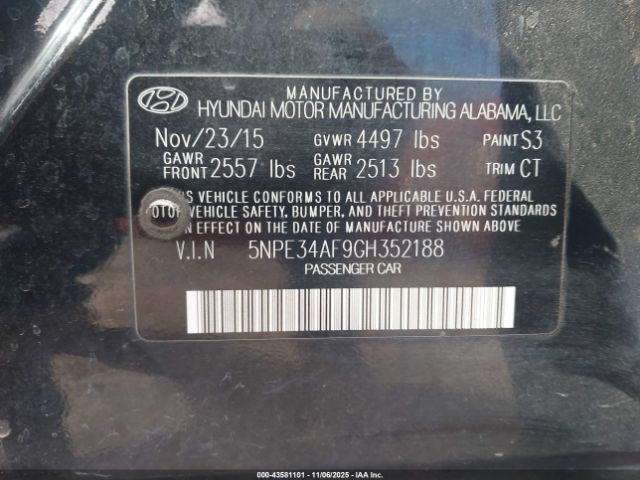 MANUFACTURED BY
HYUNDAI MOTOR MANUFACTURING ALABAMA, LLC
Nov/23/15 GVWR 4497 lbs PAINT S3
GAWR FRONT 2557 lbs GAWR REAR 2513 lbs TRIM CT
VEHICLE CONFORMS TO ALL APPLICABLE U.S.A. FEDERAL
VEHICLE SAFETY, BUMPER, AND THEFT PREVENTION STANDARDS
EFFECT ON THE DATE OF MANUFACTURE SHOWN ABOVE.
V.I.N 5NPE34AF9GH352188
PASSENGER CAR
000-43581101 - 11/06/2025 - IAA Inc.